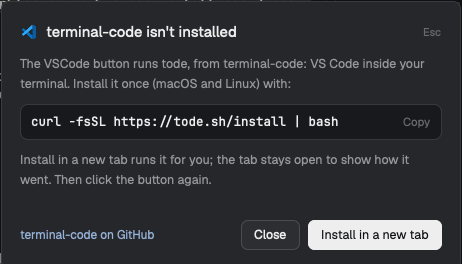 terminal-code isn't installed
Esc
The VSCode button runs tode, from terminal-code: VS Code inside your
terminal. Install it once (macOS and Linux) with:
curl -fsSL https://tode.sh/install | bash
Copy
Install in a new tab runs it for you; the tab stays open to show how it
went. Then click the button again.
terminal-code on GitHub
Close
Install in a new tab